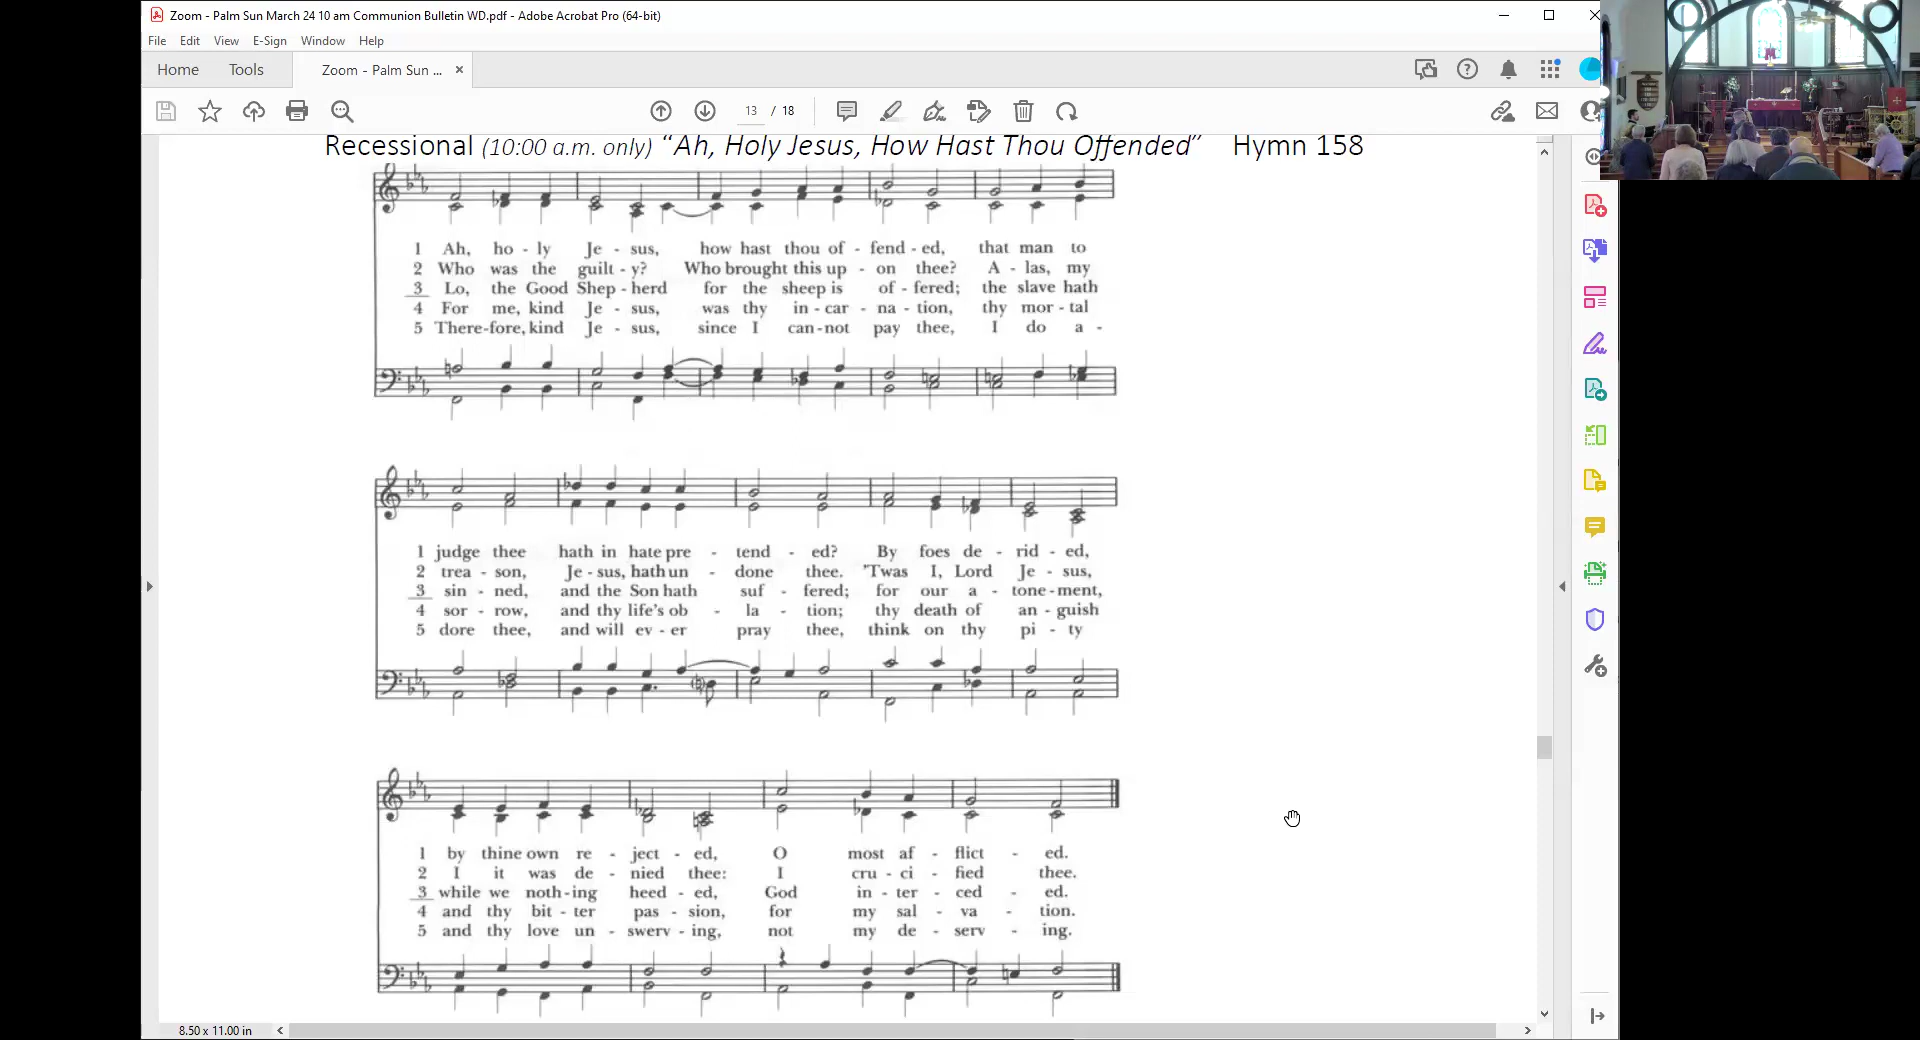 Zoom - Palm Sun March 24 10 am Communion Bulletin WD.pdf - Adobe Acrobat Pro (64-bit)
File Edit View E-Sign Window Help
Home Tools Zoom - Palm Sun ... ×
13 / 18
Recessional (10:00 a.m. only) “Ah, Holy Jesus, How Hast Thou Offended” Hymn 158
1 Ah, ho - ly Je - sus, how hast thou of - fend - ed, that man to
2 Who was the guilt - y? Who brought this up - on thee? A - las, my
3 Lo, the Good Shep - herd for the sheep is of - fered; the slave hath
4 For me, kind Je - sus, was thy in - car - na - tion, thy mor - tal
5 There-fore, kind Je - sus, since I can-not pay thee, I do a -
1 judge thee hath in hate pre - tend - ed? By foes de - rid - ed,
2 trea - son, Je - sus, hath un - done thee. 'Twas I, Lord Je - sus,
3 sin - ned, and the Son hath suf - fered; for our a - tone - ment,
4 sor - row, and thy life's ob - la - tion; thy death of an - guish
5 dore thee, and will ev - er pray thee, think on thy pi - ty
1 by thine own re - ject - ed, O most af - flict - ed.
2 I it was de - nied thee: I cru - ci - fied thee.
3 while we noth-ing heed - ed, God in - ter - ced - ed.
4 and thy bit - ter pas - sion, for my sal - va - tion.
5 and thy love un - swerv - ing, not my de - serv - ing.
8.50 x 11.00 in